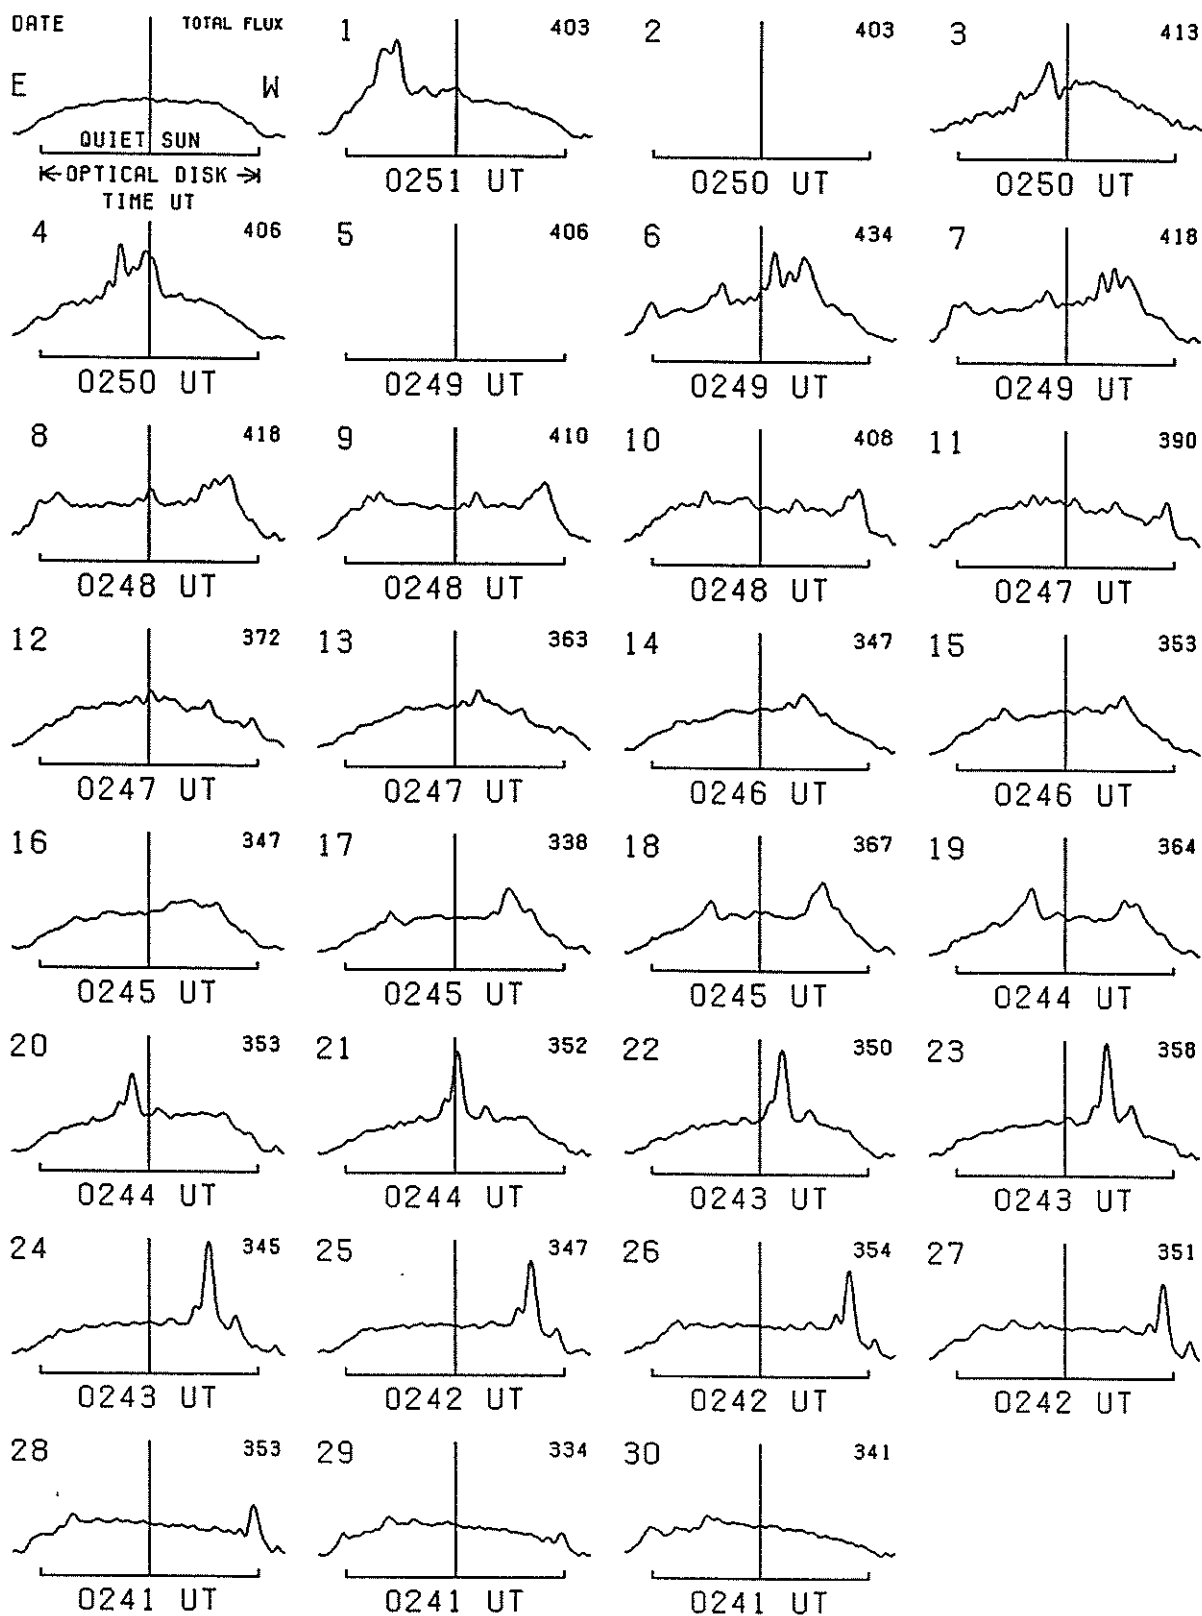 DATE TOTAL FLUX 1 403 2 403 3 413
E W
QUIET SUN
|←OPTICAL DISK→| 0251 UT 0250 UT 0250 UT
TIME UT
4 406 5 406 6 434 7 418
0250 UT 0249 UT 0249 UT 0249 UT
8 418 9 410 10 408 11 390
0248 UT 0248 UT 0248 UT 0247 UT
12 372 13 363 14 347 15 353
0247 UT 0247 UT 0246 UT 0246 UT
16 347 17 338 18 367 19 364
0245 UT 0245 UT 0245 UT 0244 UT
20 353 21 352 22 350 23 358
0244 UT 0244 UT 0243 UT 0243 UT
24 345 25 347 26 354 27 351
0243 UT 0242 UT 0242 UT 0242 UT
28 353 29 334 30 341
0241 UT 0241 UT 0241 UT